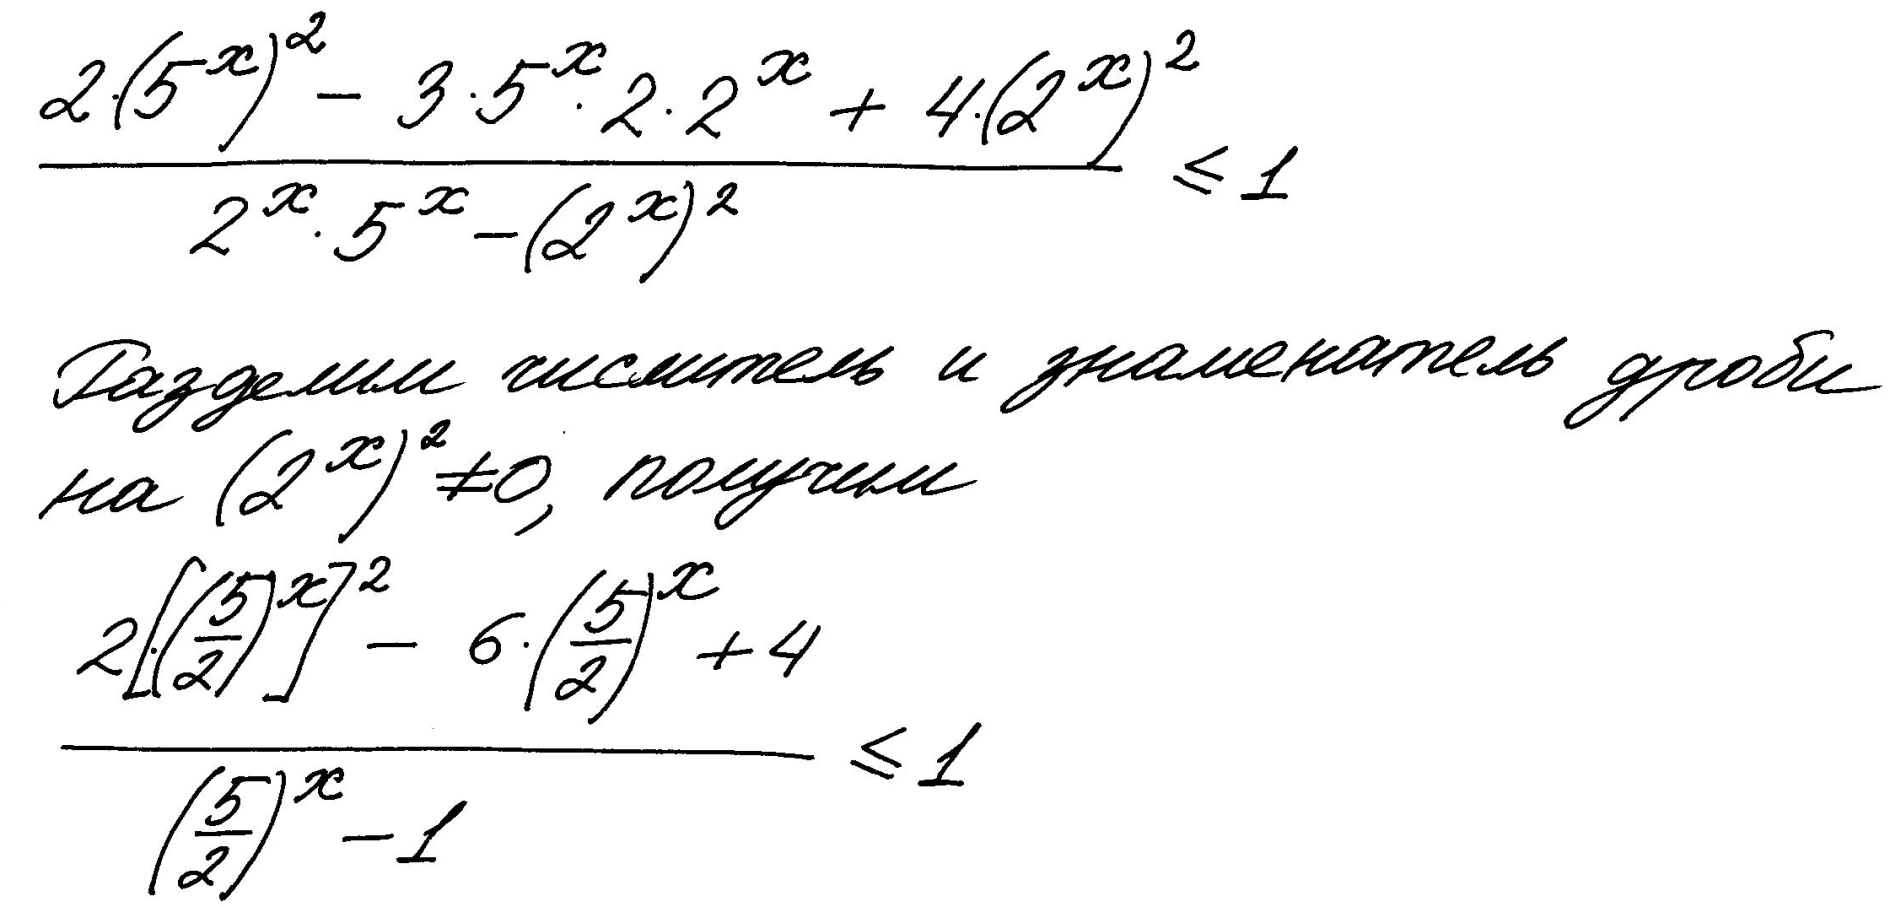 2·(5^x)^2 - 3·5^x·2·2^x + 4·(2^x)^2
2^x·5^x - (2^x)^2
≤ 1
Разделим числитель и знаменатель дроби
на (2^x)^2 ≠ 0, получим
2·[(5/2)^x]^2 - 6·(5/2)^x + 4
(5/2)^x - 1
≤ 1